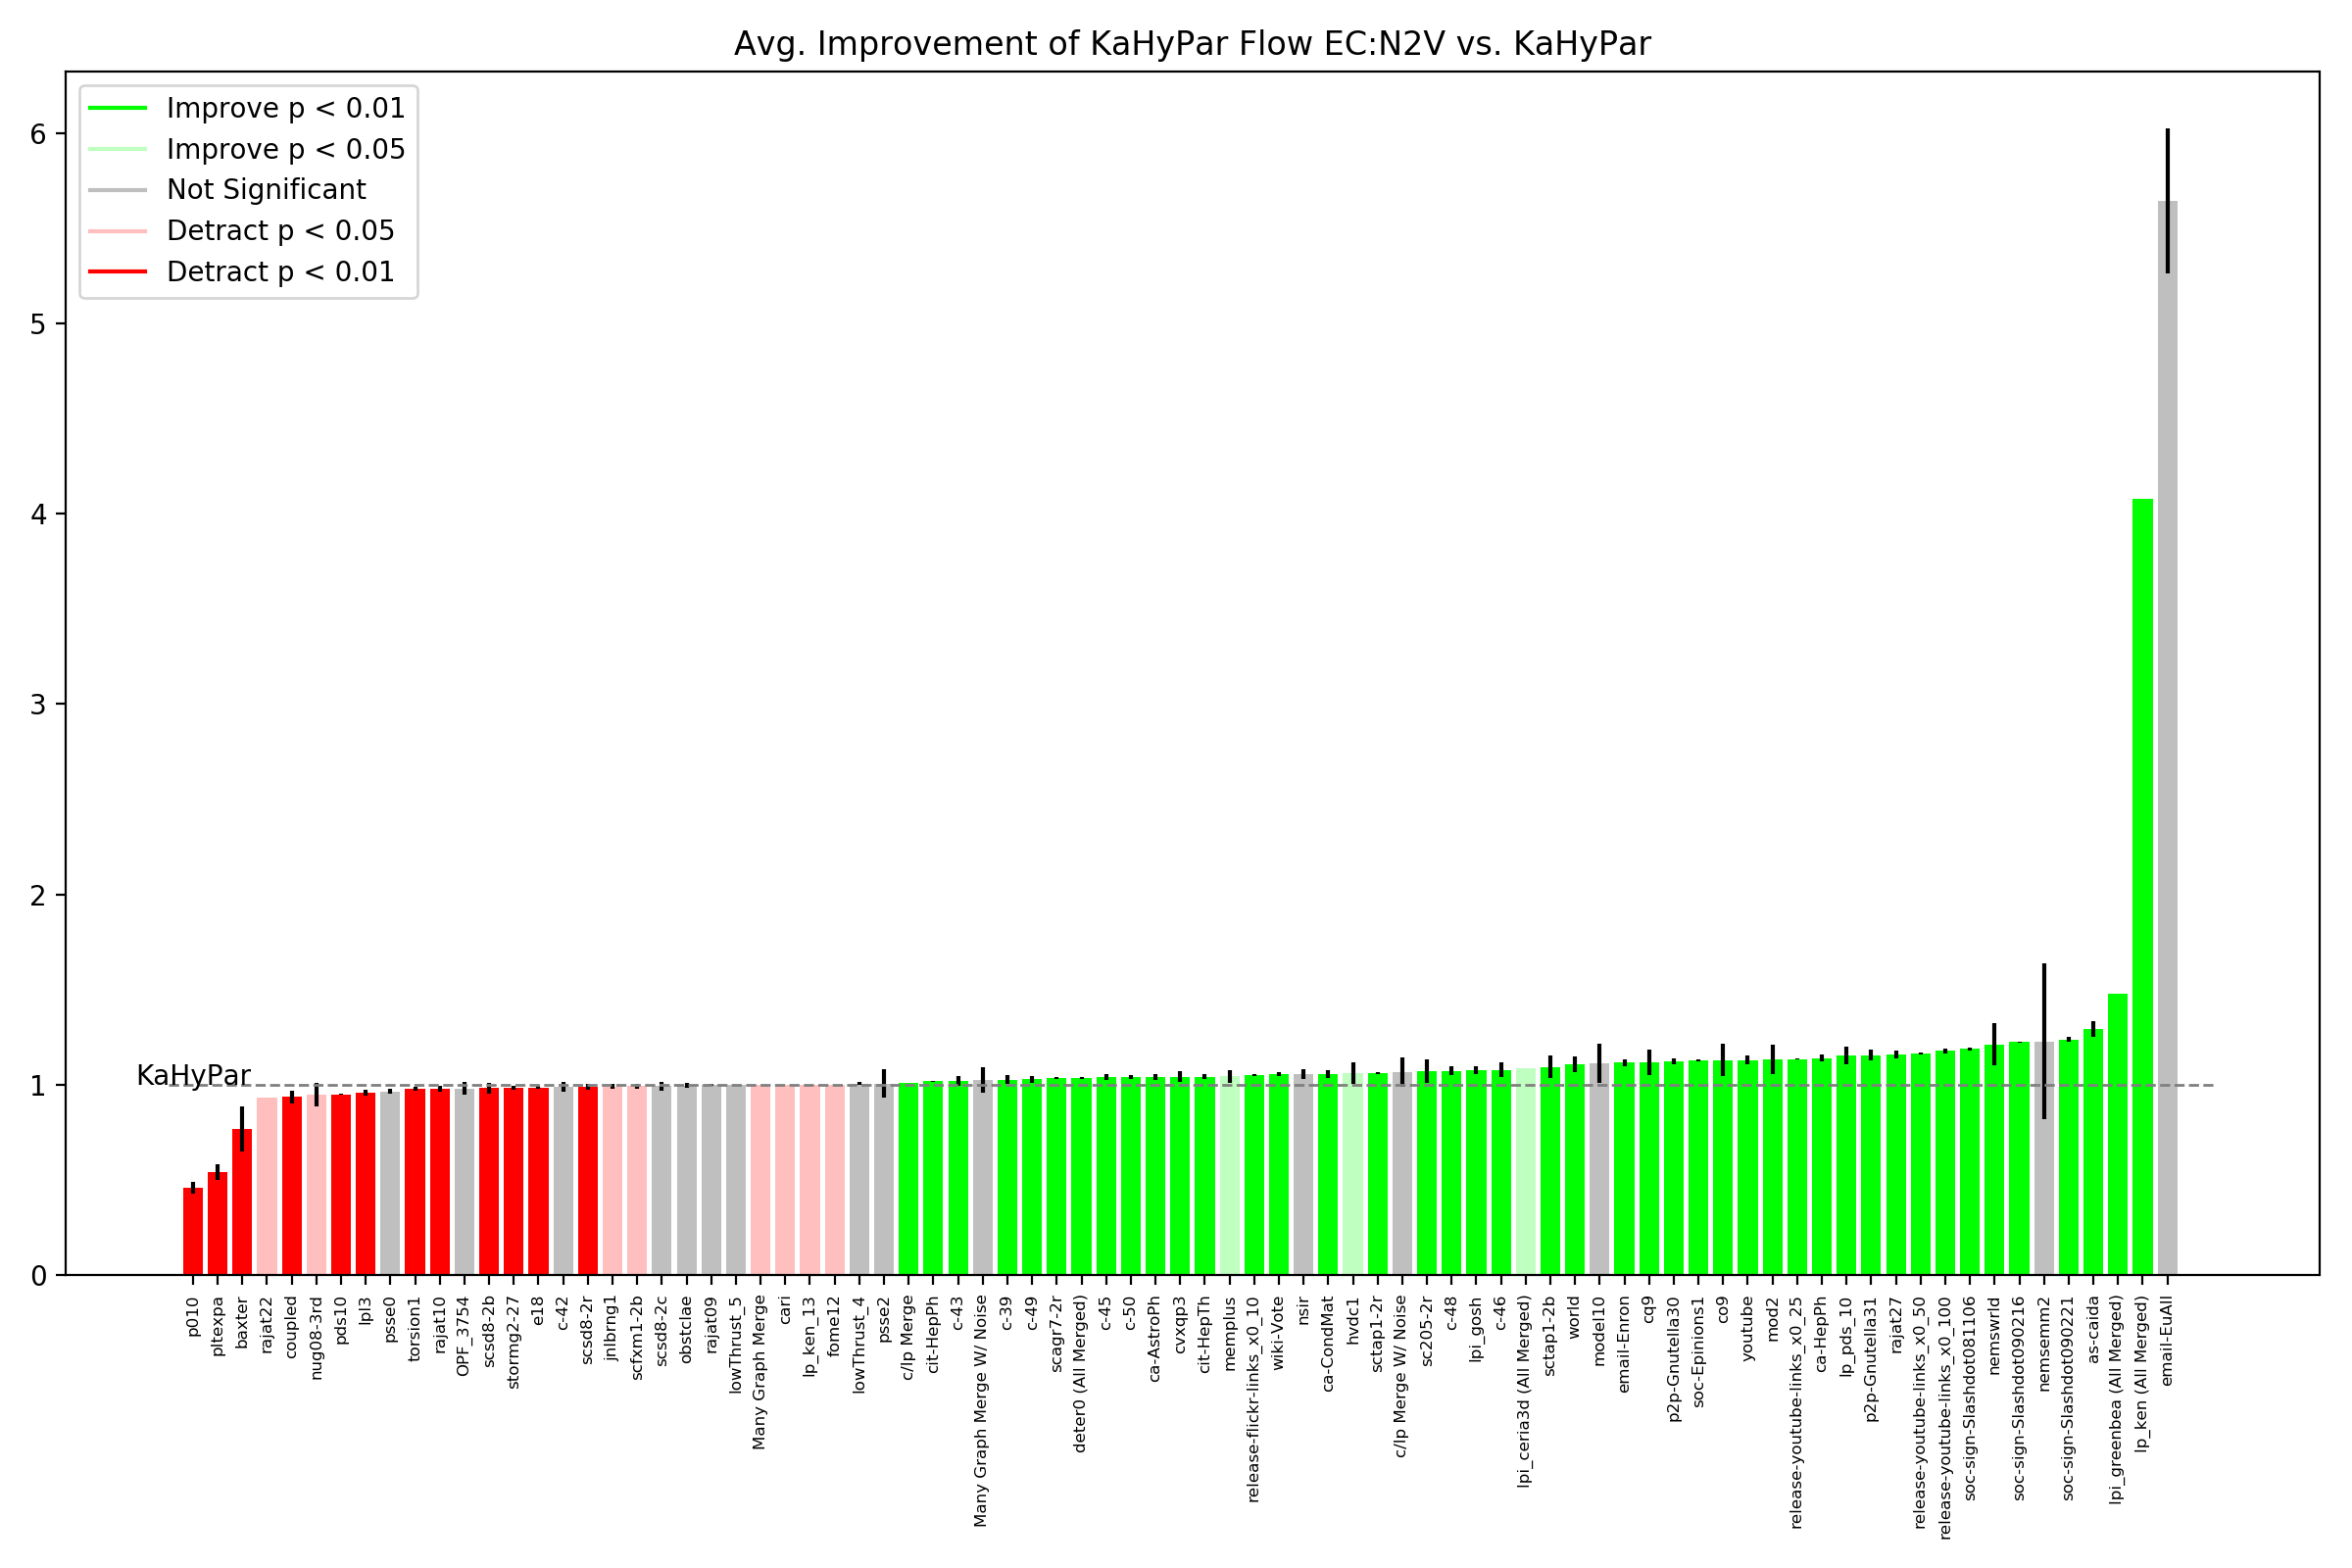 Avg. Improvement of KaHyPar Flow EC:N2V vs. KaHyPar
Improve p < 0.01
Improve p < 0.05
Not Significant
Detract p < 0.05
Detract p < 0.01
6
5
4
3
2
1
0
KaHyPar
p010
pltexpa
baxter
rajat22
coupled
nug08-3rd
pds10
lpl3
psse0
torsion1
rajat10
OPF_3754
scsd8-2b
stormg2-27
e18
c-42
scsd8-2r
jnlbrng1
scfxm1-2b
scsd8-2c
obstclae
rajat09
lowThrust_5
Many Graph Merge
cari
lp_ken_13
fome12
lowThrust_4
psse2
c/lp Merge
cit-HepPh
c-43
Many Graph Merge W/ Noise
c-39
c-49
scagr7-2r
deter0 (All Merged)
c-45
c-50
ca-AstroPh
cvxqp3
cit-HepTh
memplus
release-flickr-links_x0_10
wiki-Vote
nsir
ca-CondMat
hvdc1
sctap1-2r
c/lp Merge W/ Noise
sc205-2r
c-48
lpi_gosh
c-46
lpi_ceria3d (All Merged)
sctap1-2b
world
model10
email-Enron
cq9
p2p-Gnutella30
soc-Epinions1
co9
youtube
mod2
release-youtube-links_x0_25
ca-HepPh
lp_pds_10
p2p-Gnutella31
rajat27
release-youtube-links_x0_50
release-youtube-links_x0_100
soc-sign-Slashdot081106
nemswrld
soc-sign-Slashdot090216
nemsemm2
soc-sign-Slashdot090221
as-caida
lpi_greenbea (All Merged)
lp_ken (All Merged)
email-EuAll